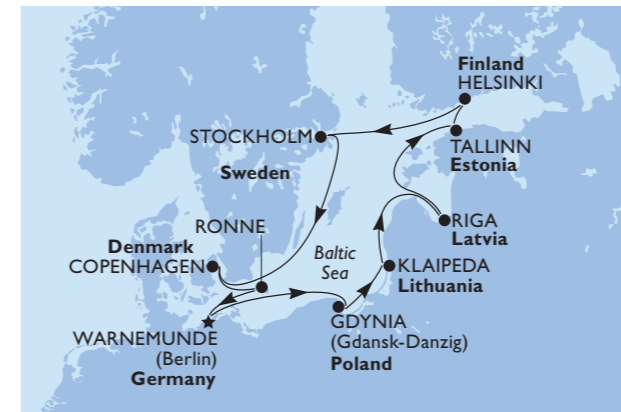 Finland
HELSINKI
STOCKHOLM
TALLINN
Estonia
Sweden
RONNE
RIGA
Latvia
Denmark
COPENHAGEN
Baltic
Sea
KLAIPEDA
Lithuania
GDYNIA
(Gdansk-Danzig)
Poland
WARNEMUNDE
(Berlin)
Germany